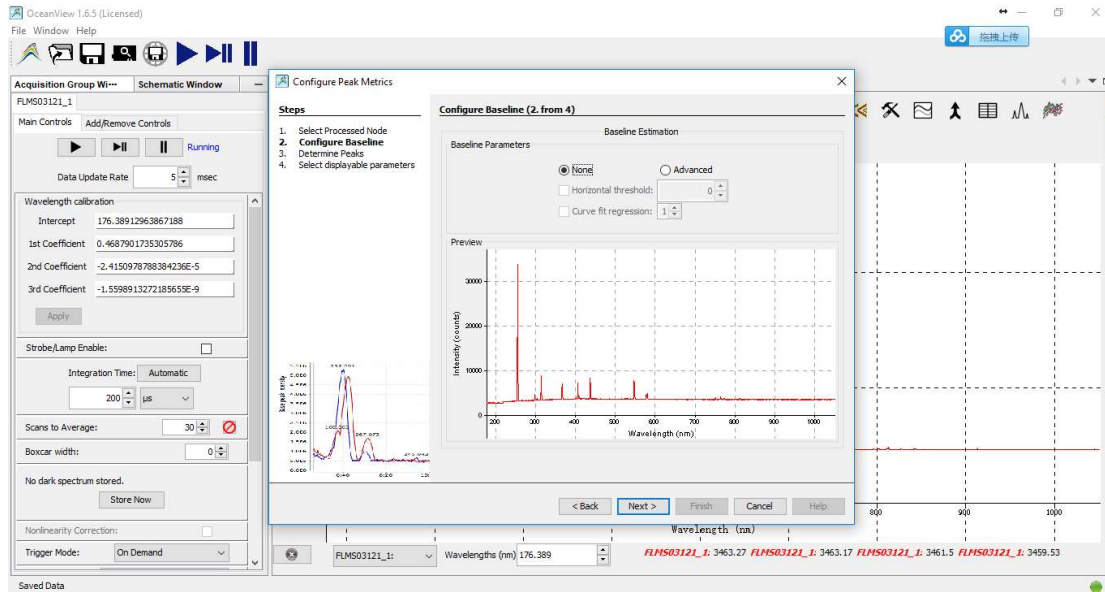 OceanView 1.6.5 (Licensed)
File Window Help
拖拽上传
Acquisition Group Wi··· Schematic Window
FLMS03121_1
Main Controls Add/Remove Controls
Running
Data Update Rate 5 msec
Wavelength calibration
Intercept 176.38912963867188
1st Coefficient 0.4687901735305786
2nd Coefficient -2.4150978788384236E-5
3rd Coefficient -1.5598913272185655E-9
Apply
Strobe/Lamp Enable:
Integration Time: Automatic
200 µs
Scans to Average: 30
Boxcar width: 0
No dark spectrum stored.
Store Now
Nonlinearity Correction:
Trigger Mode: On Demand
Saved Data
Configure Peak Metrics
Steps
1. Select Processed Node
2. Configure Baseline
3. Determine Peaks
4. Select displayable parameters
Configure Baseline (2. from 4)
Baseline Estimation
Baseline Parameters
None Advanced
Horizontal threshold: 0
Curve fit regression: 1
Preview
Intensity (counts)
30000
20000
10000
0
200 300 400 500 600 700 800 900 1000
Wavelength (nm)
0:40 6:20
< Back Next > Finish Cancel Help
800 900 1000
Wavelength (nm)
FLMS03121_1: Wavelengths (nm) 176.389
FLMS03121_1: 3463.27 FLMS03121_1: 3463.17 FLMS03121_1: 3461.5 FLMS03121_1: 3459.53